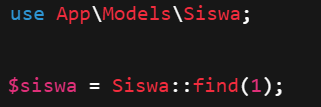 use App\Models\Siswa;
$siswa = Siswa::find(1);